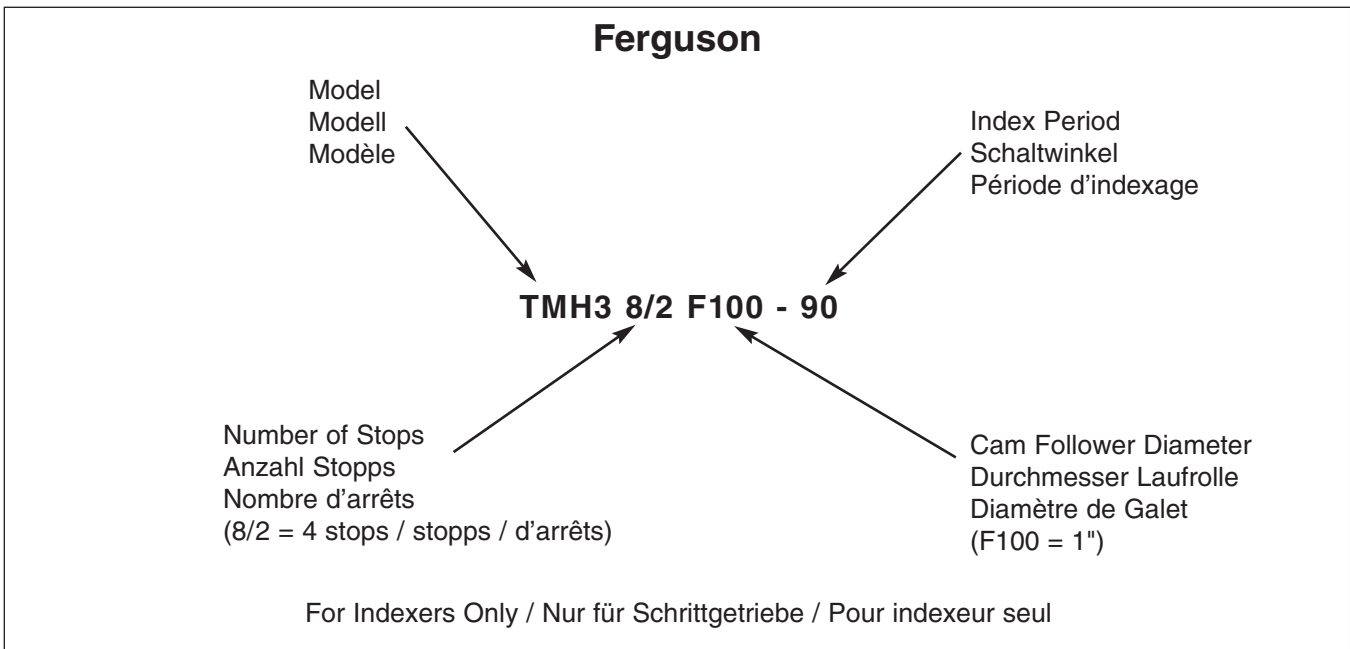 Ferguson
Model
Modell
Modèle
Index Period
Schaltwinkel
Période d'indexage
TMH3 8/2 F100 - 90
Number of Stops
Anzahl Stopps
Nombre d'arrêts
(8/2 = 4 stops / stopps / d'arrêts)
Cam Follower Diameter
Durchmesser Laufrolle
Diamètre de Galet
(F100 = 1")
For Indexers Only / Nur für Schrittgetriebe / Pour indexeur seul